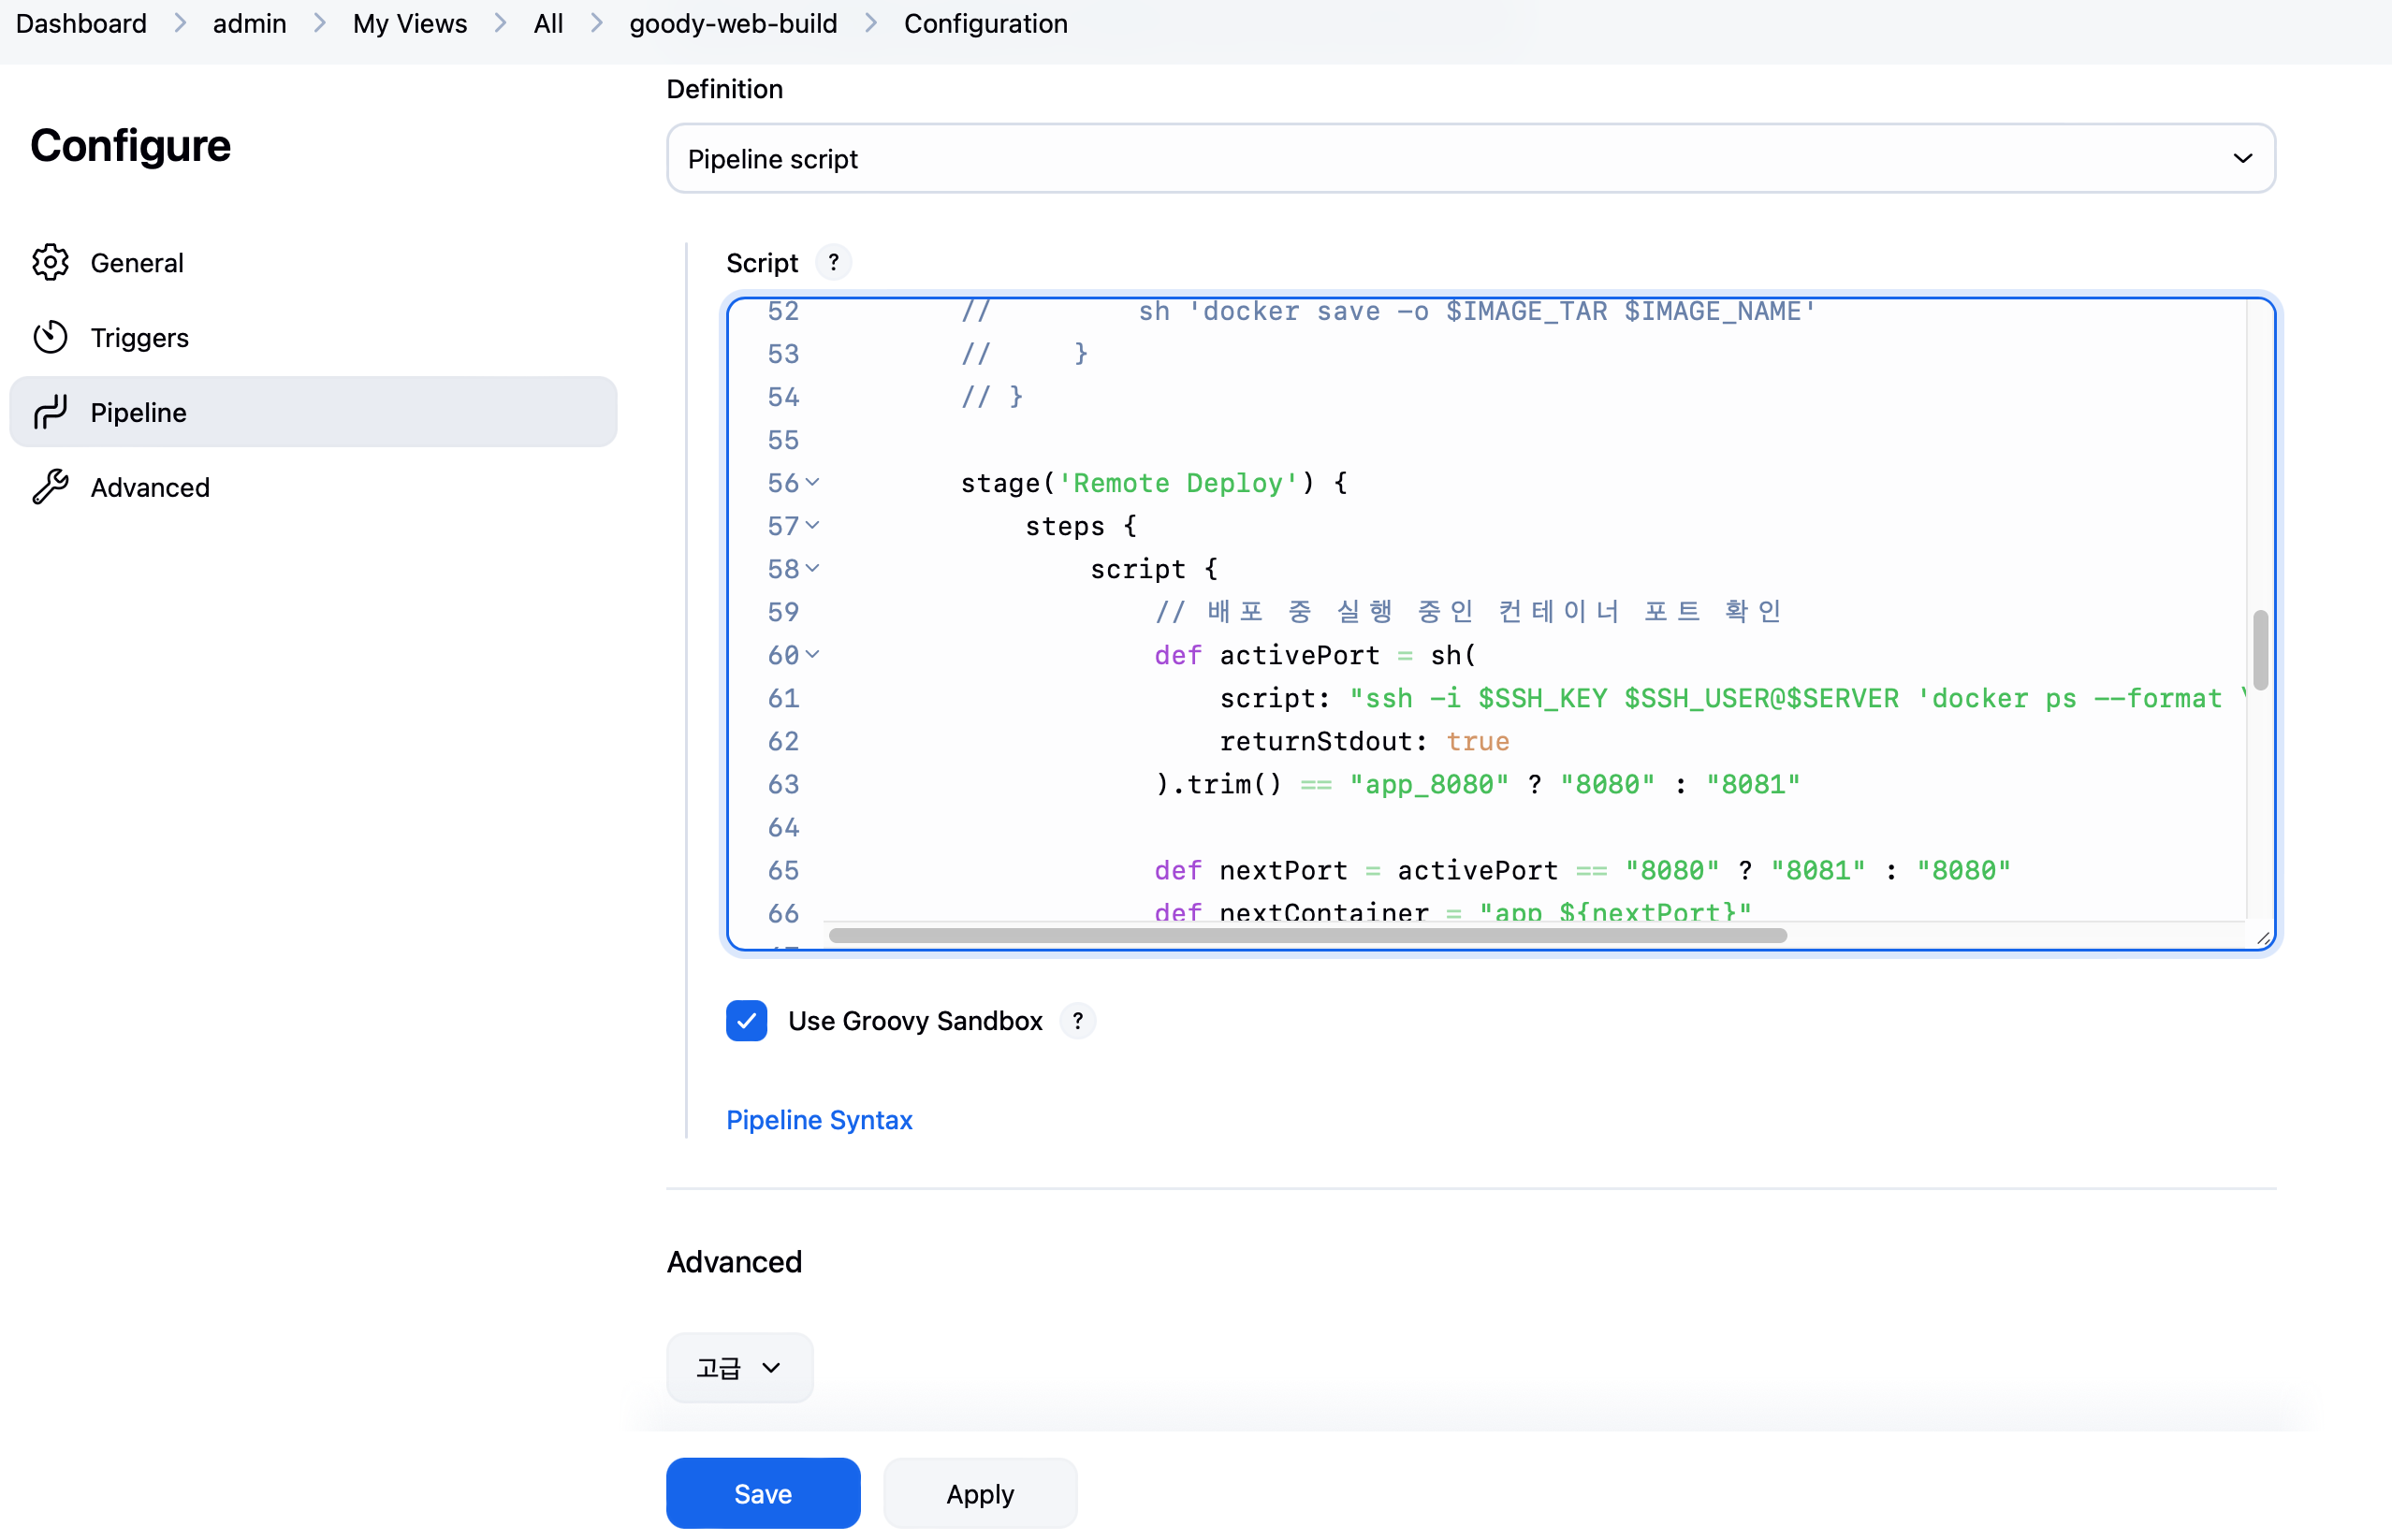 Dashboard > admin > My Views > All > goody-web-build > Configuration
Configure
General
Triggers
Pipeline
Advanced
Definition
Pipeline script
Script ?
52 // sh 'docker save -o $IMAGE_TAR $IMAGE_NAME'
53 // }
54 // }
55
56 stage('Remote Deploy') {
57 steps {
58 script {
59 // 배포 중 실행 중인 컨테이너 포트 확인
60 def activePort = sh(
61 script: "ssh -i $SSH_KEY $SSH_USER@$SERVER 'docker ps --format \
62 returnStdout: true
63 ).trim() == "app_8080" ? "8080" : "8081"
64
65 def nextPort = activePort == "8080" ? "8081" : "8080"
66 def nextContainer = "app_${nextPort}"
Use Groovy Sandbox ?
Pipeline Syntax
Advanced
고급
Save
Apply